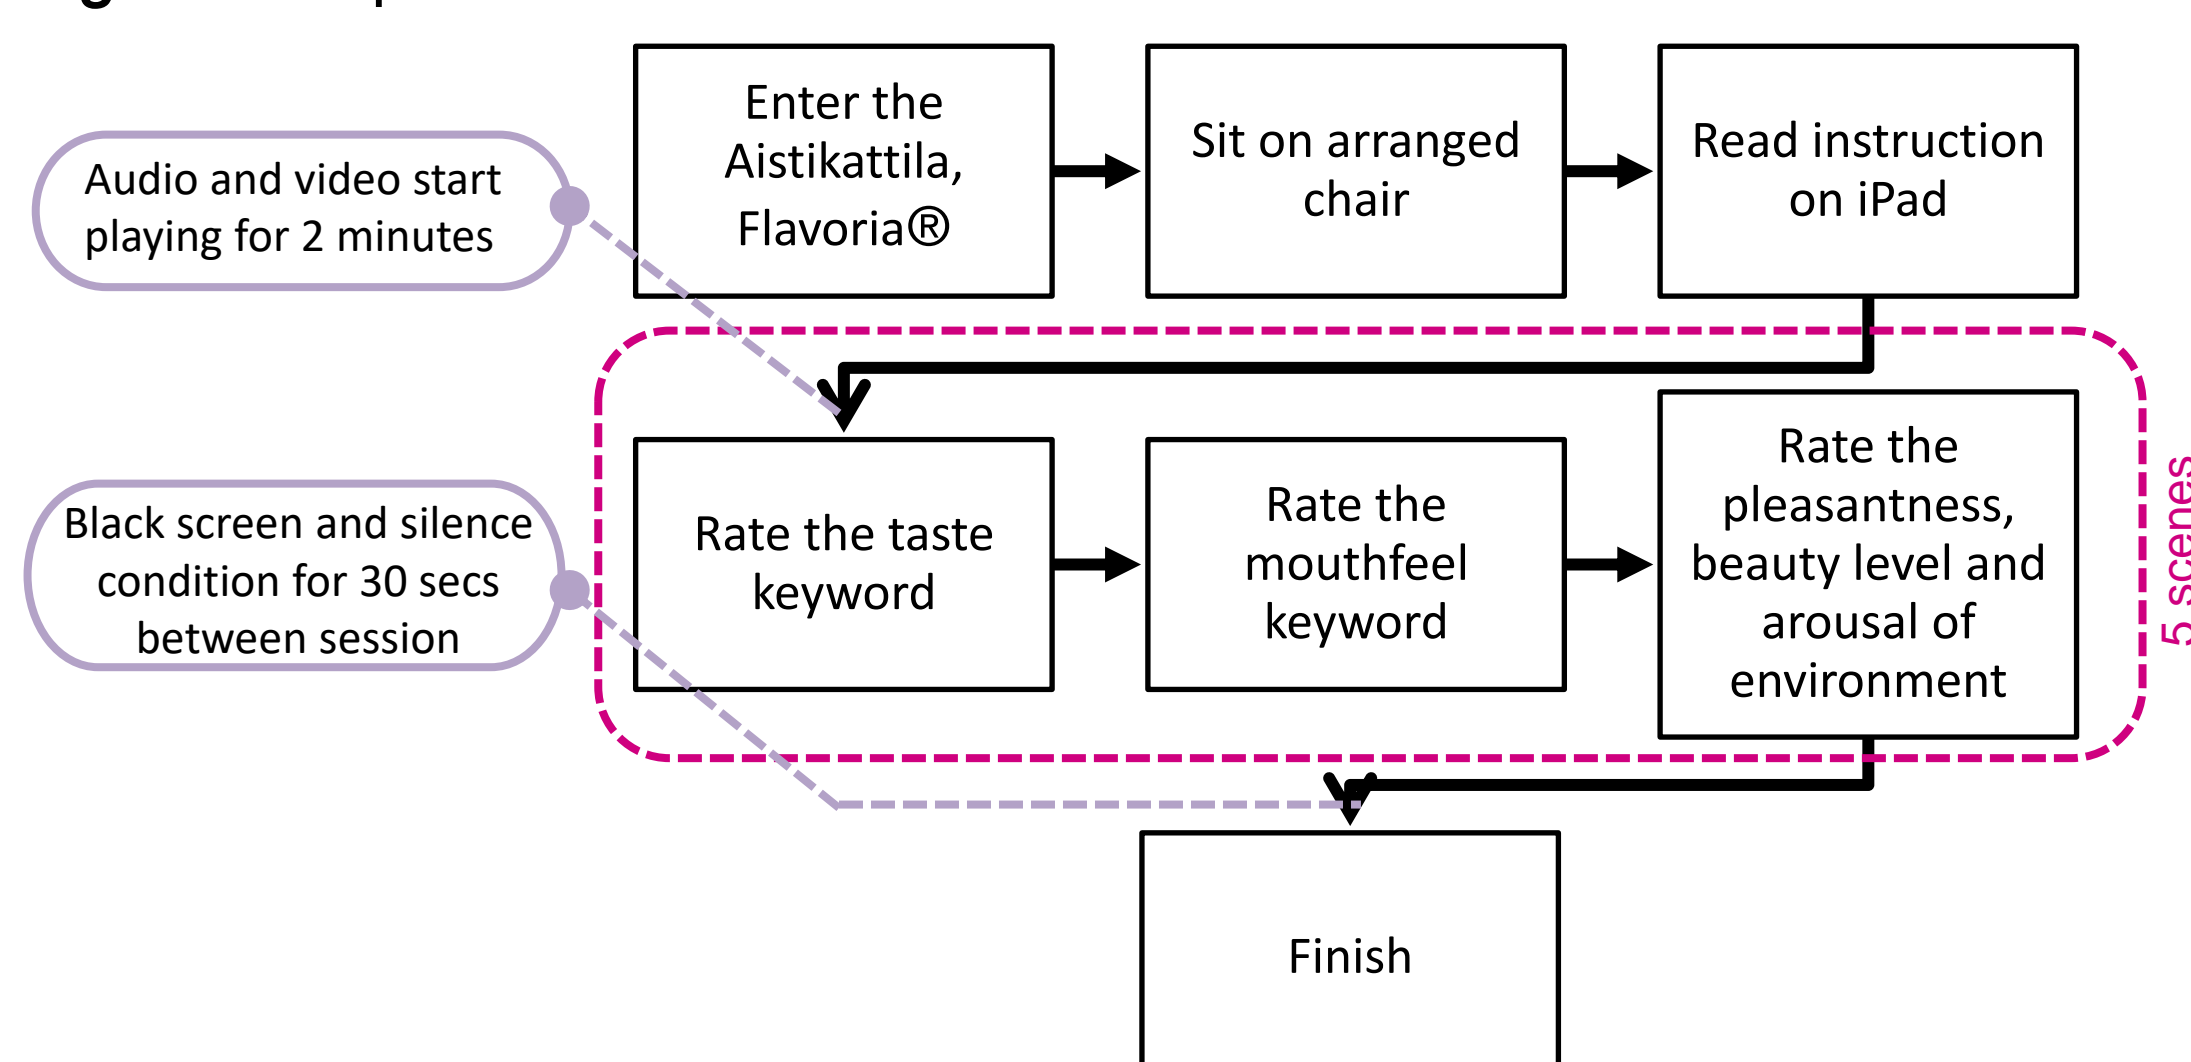 Enter the
Aistikattila,
Flavoria®
Sit on arranged
chair
Read instruction
on iPad
Audio and video start
playing for 2 minutes
Rate the taste
keyword
Rate the
mouthfeel
keyword
Rate the
pleasantness,
beauty level and
arousal of
environment
5 scenes
Black screen and silence
condition for 30 secs
between session
Finish